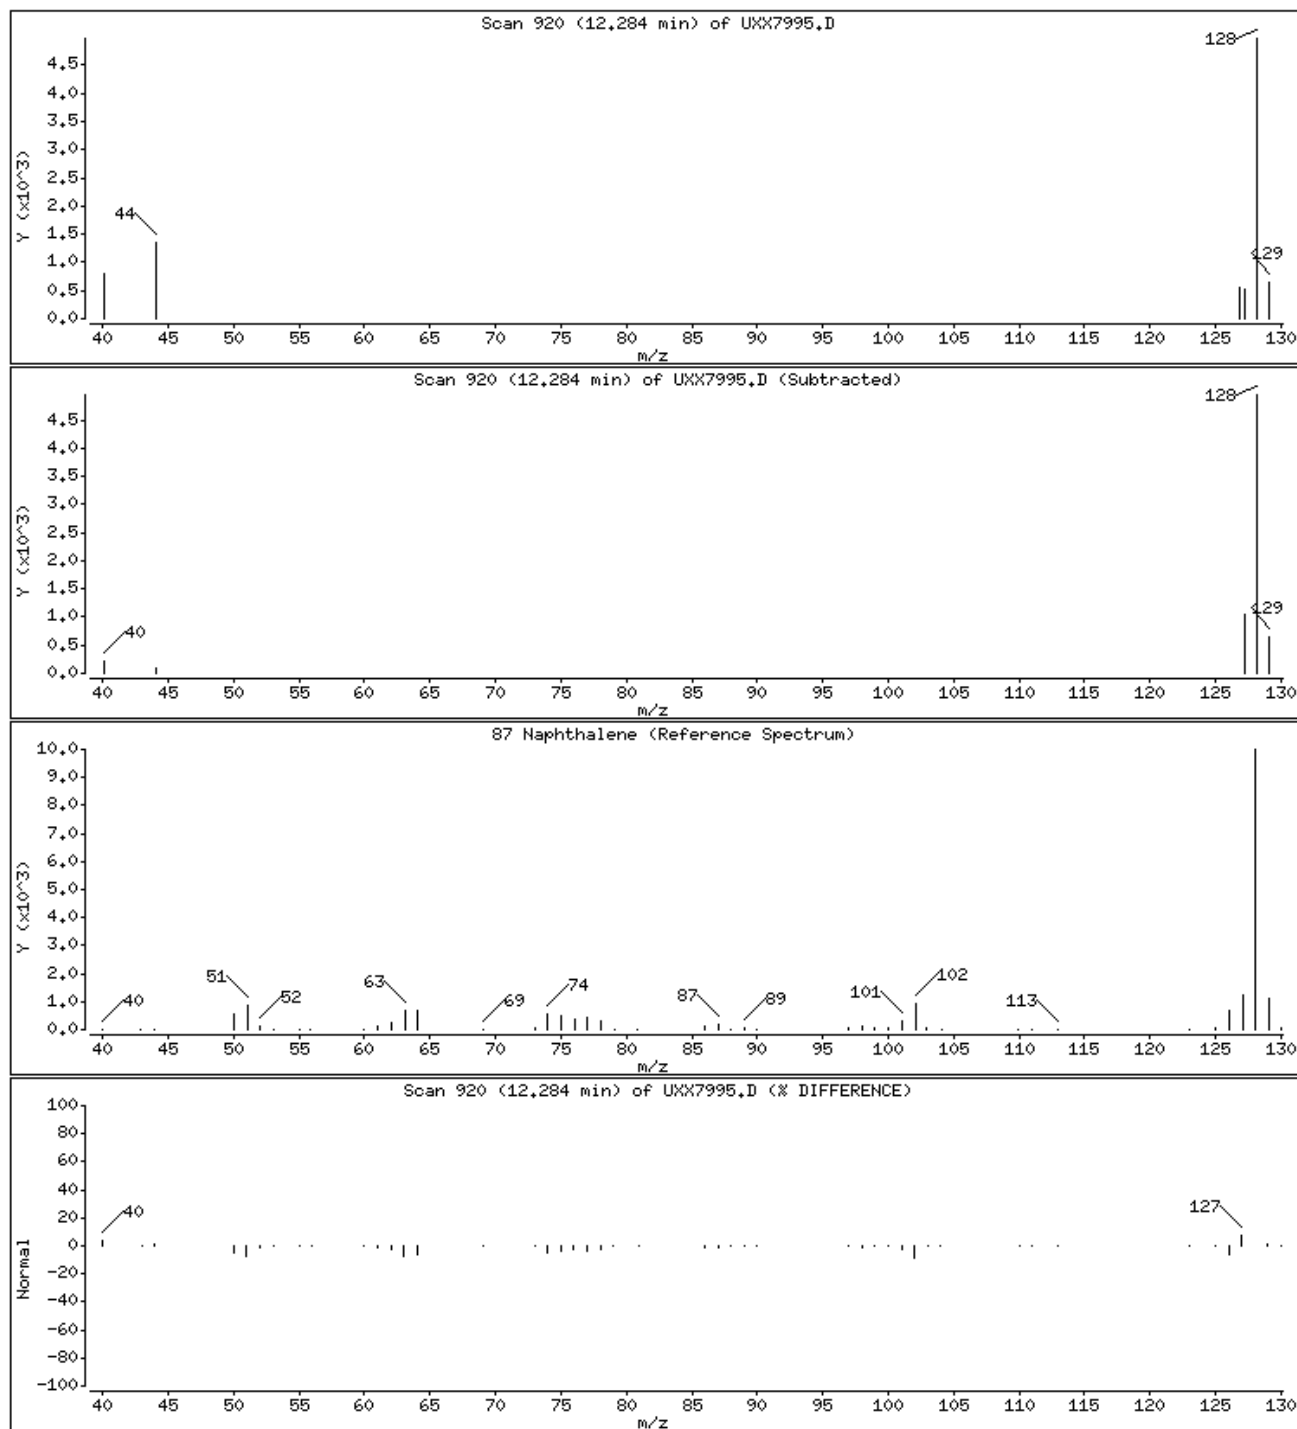 Scan 920 (12.284 min) of UXX7995.D
Y (x10^3)
4.5
4.0
3.5
3.0
2.5
2.0
1.5
1.0
0.5
0.0
44
128
129
40 45 50 55 60 65 70 75 80 85 90 95 100 105 110 115 120 125 130
m/z
Scan 920 (12.284 min) of UXX7995.D (Subtracted)
Y (x10^3)
4.5
4.0
3.5
3.0
2.5
2.0
1.5
1.0
0.5
0.0
40
128
129
40 45 50 55 60 65 70 75 80 85 90 95 100 105 110 115 120 125 130
m/z
87 Naphthalene (Reference Spectrum)
Y (x10^3)
10.0
9.0
8.0
7.0
6.0
5.0
4.0
3.0
2.0
1.0
0.0
40 51 52 63 69 74 87 89 101 102 113
40 45 50 55 60 65 70 75 80 85 90 95 100 105 110 115 120 125 130
m/z
Scan 920 (12.284 min) of UXX7995.D (% DIFFERENCE)
Normal
100
80
60
40
20
0
-20
-40
-60
-80
-100
40
127
40 45 50 55 60 65 70 75 80 85 90 95 100 105 110 115 120 125 130
m/z